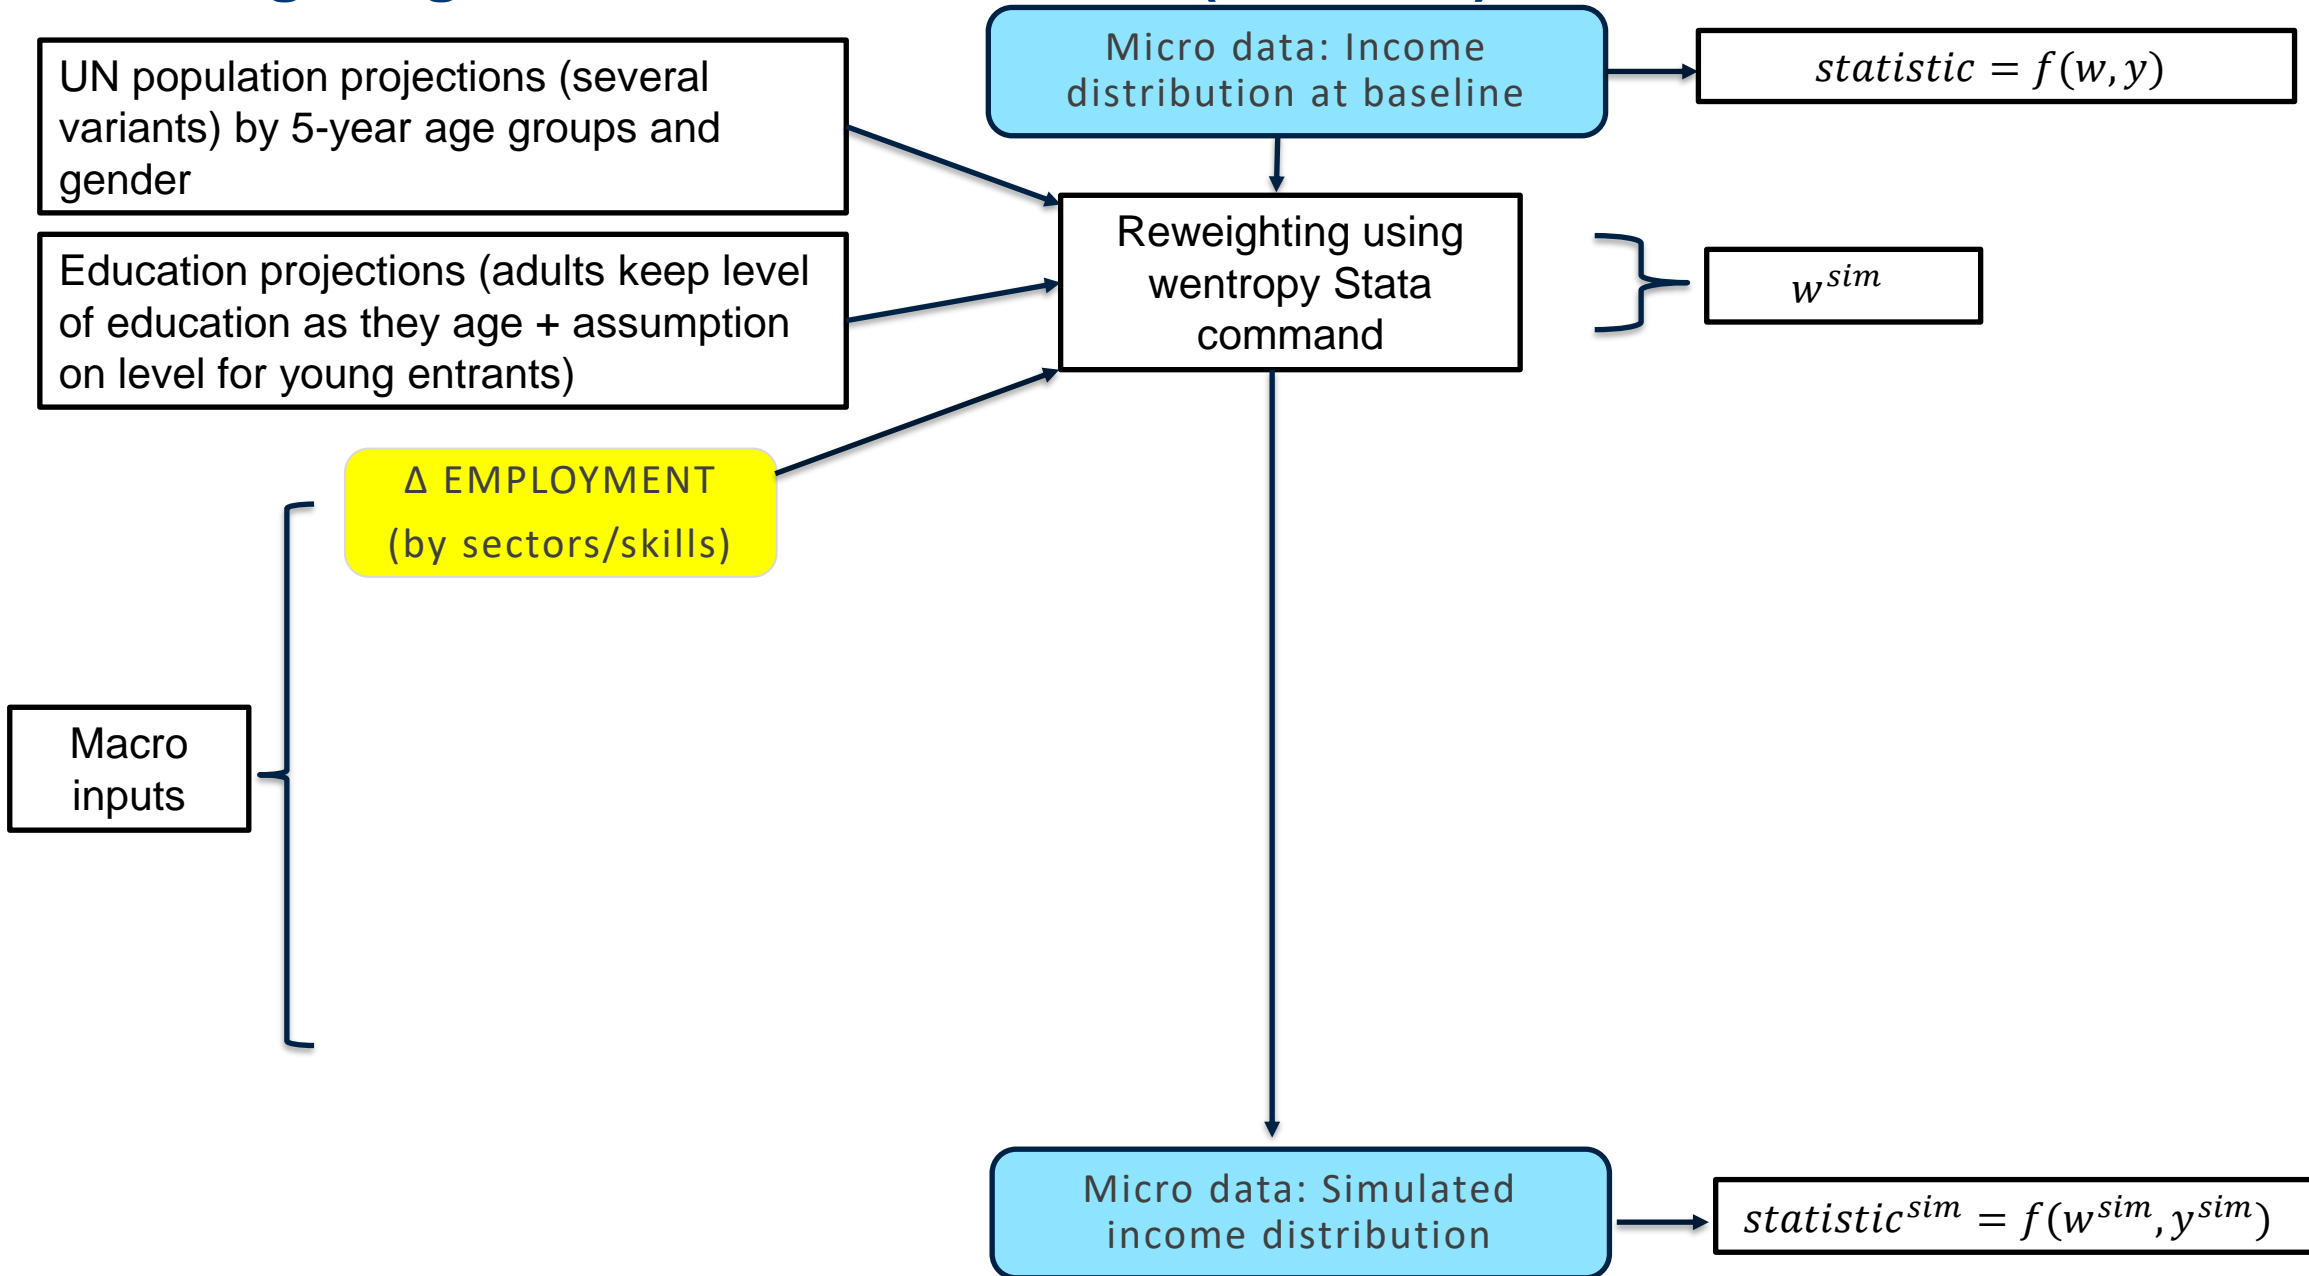 UN population projections (several
variants) by 5-year age groups and
gender
Micro data: Income
distribution at baseline
statistic = f(w, y)
Education projections (adults keep level
of education as they age + assumption
on level for young entrants)
Reweighting using
wentropy Stata
command
w^sim
Δ EMPLOYMENT
(by sectors/skills)
Macro
inputs
Micro data: Simulated
income distribution
statistic^sim = f(w^sim, y^sim)